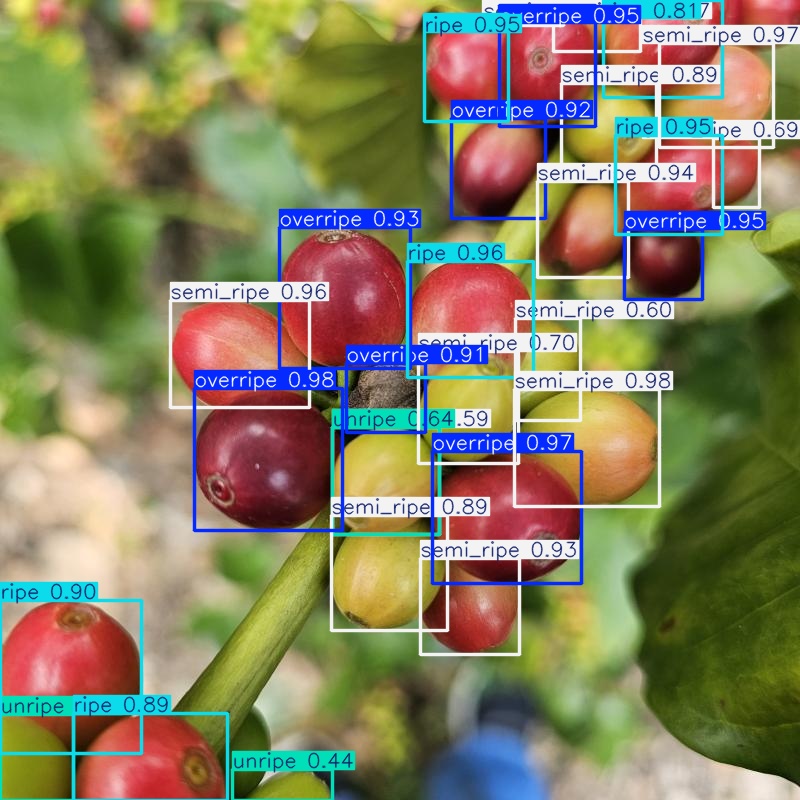 ripe 0.95
overripe 0.95
0.817
semi_ripe 0.97
semi_ripe 0.89
overripe 0.92
ripe 0.95
ripe 0.69
semi_ripe 0.94
overripe 0.93
overripe 0.95
ripe 0.96
semi_ripe 0.96
semi_ripe 0.60
semi_ripe 0.70
overripe 0.91
overripe 0.98
semi_ripe 0.98
unripe 0.64
.59
overripe 0.97
semi_ripe 0.89
semi_ripe 0.93
ripe 0.90
unripe
ripe 0.89
unripe 0.44